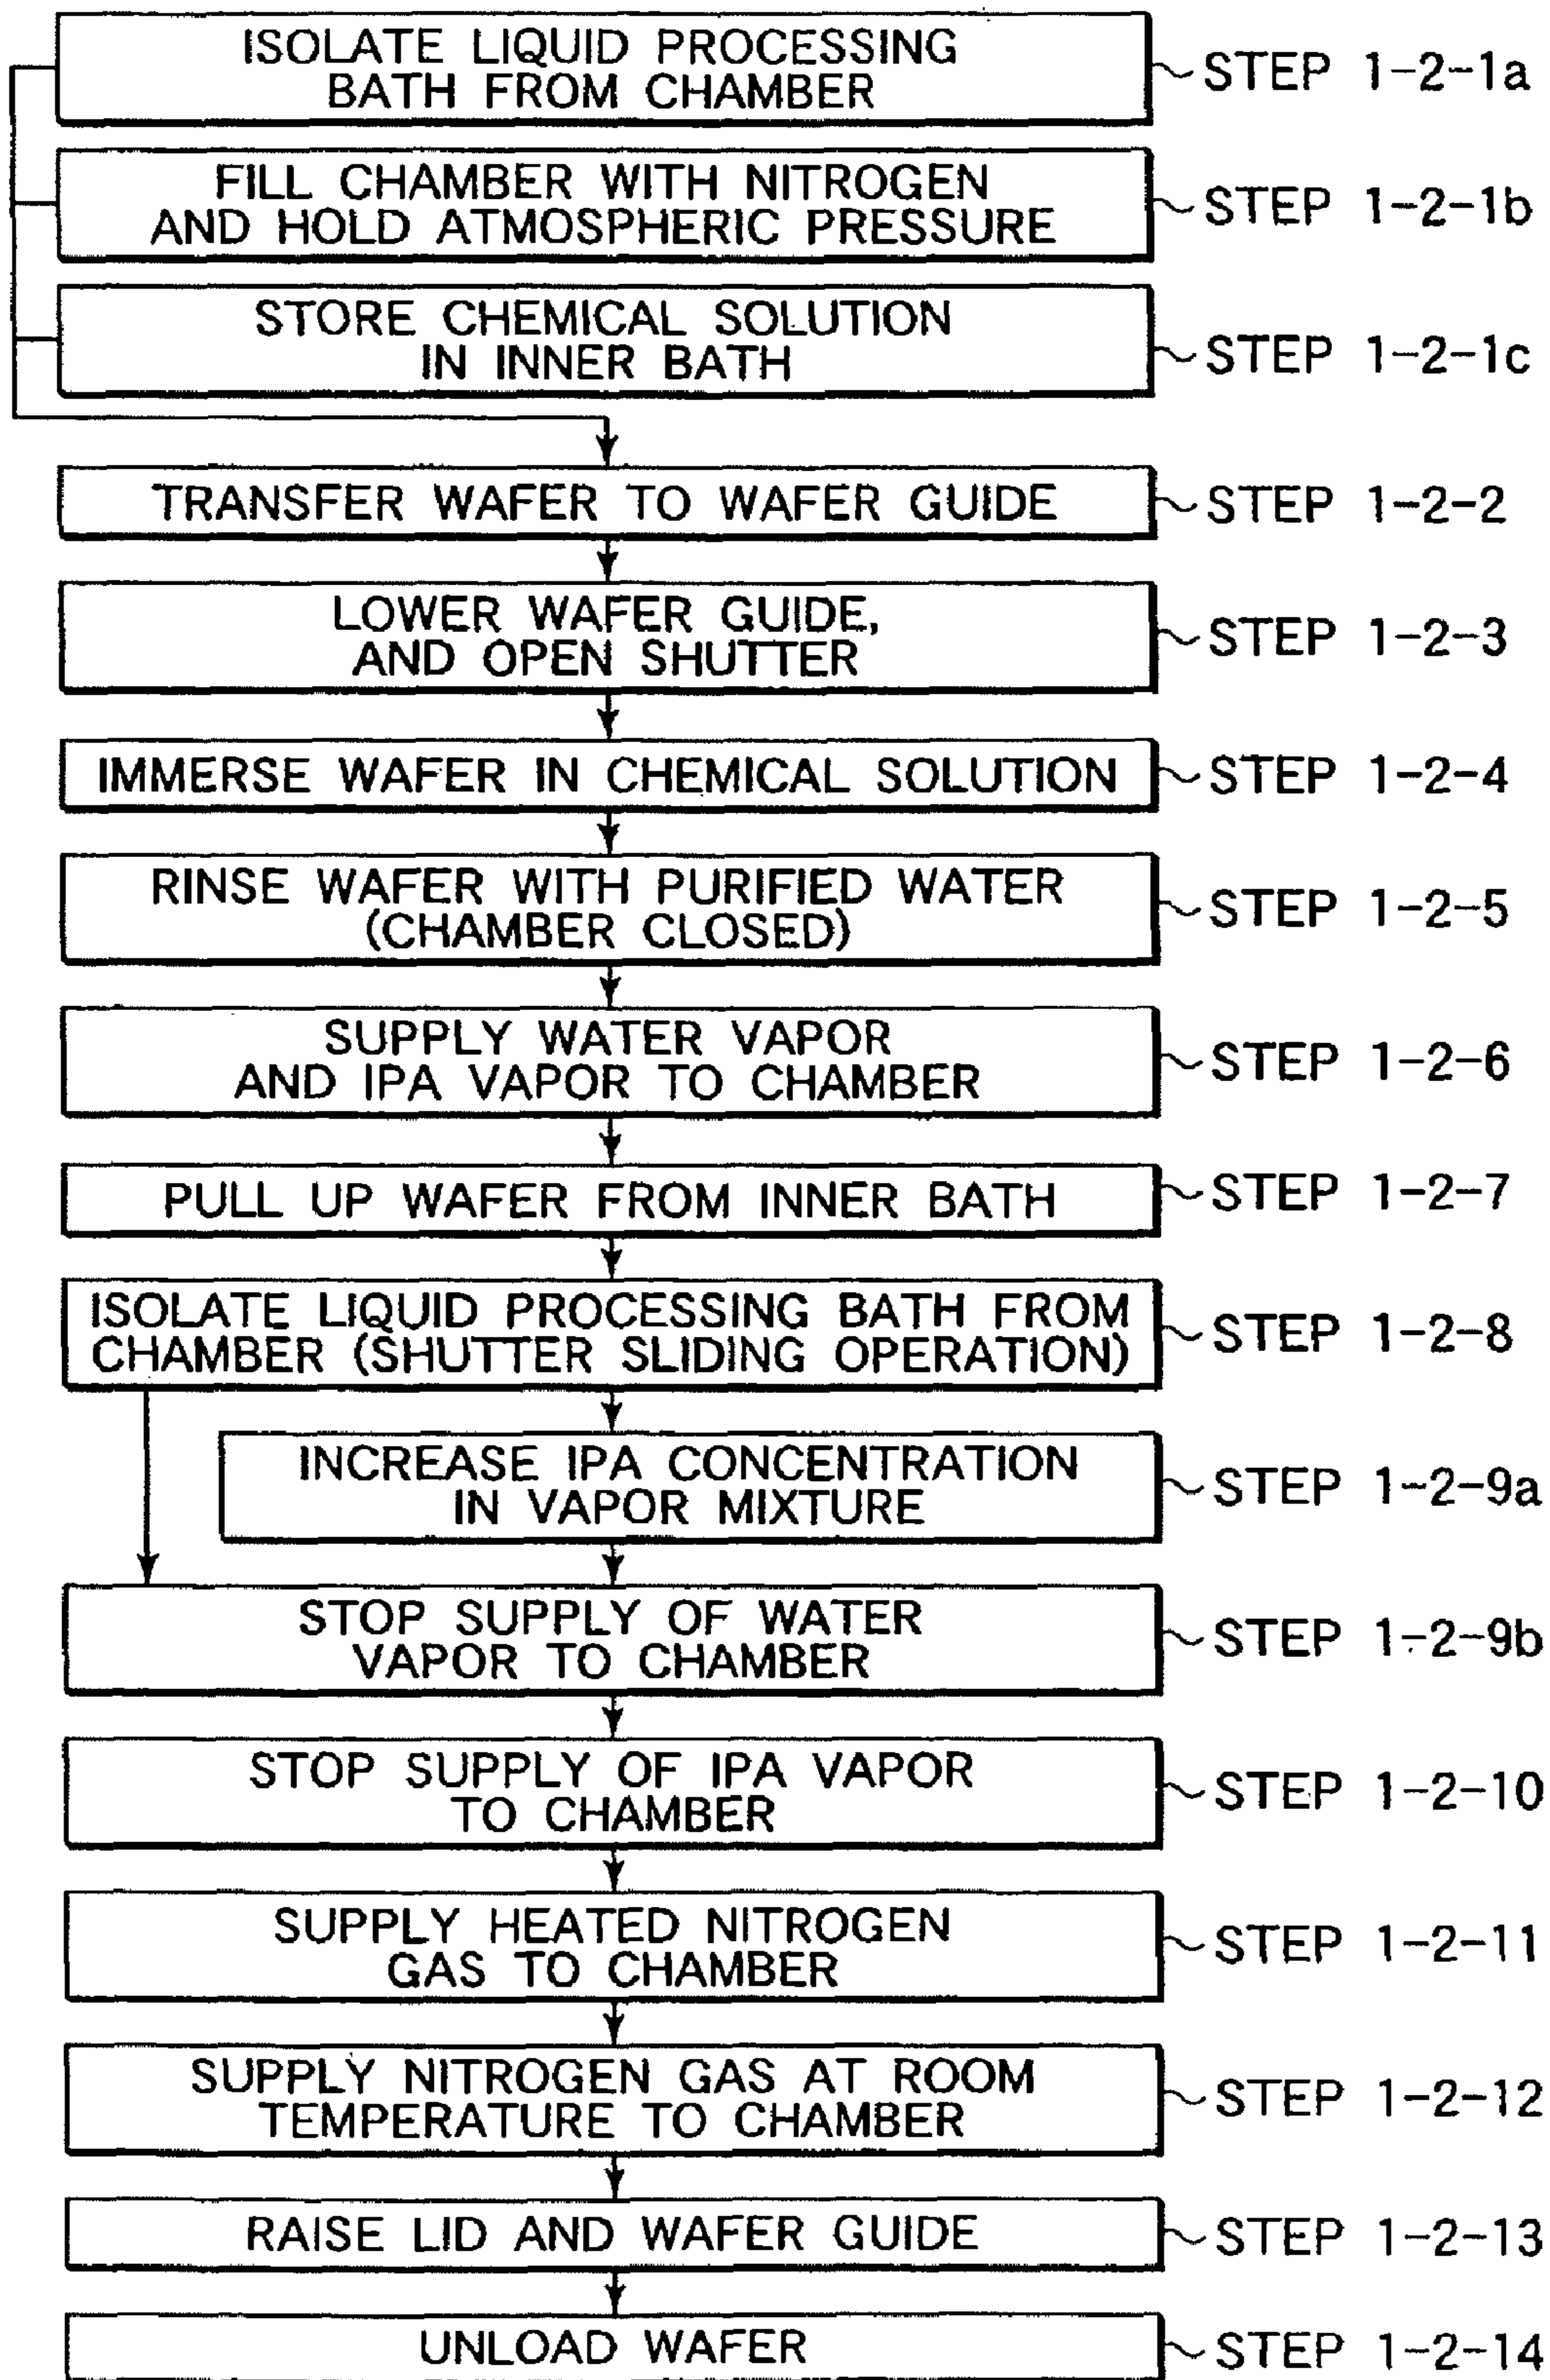 ISOLATE LIQUID PROCESSING
BATH FROM CHAMBER
STEP 1-2-1a
FILL CHAMBER WITH NITROGEN
AND HOLD ATMOSPHERIC PRESSURE
STEP 1-2-1b
STORE CHEMICAL SOLUTION
IN INNER BATH
STEP 1-2-1c
TRANSFER WAFER TO WAFER GUIDE
STEP 1-2-2
LOWER WAFER GUIDE,
AND OPEN SHUTTER
STEP 1-2-3
IMMERSE WAFER IN CHEMICAL SOLUTION
STEP 1-2-4
RINSE WAFER WITH PURIFIED WATER
(CHAMBER CLOSED)
STEP 1-2-5
SUPPLY WATER VAPOR
AND IPA VAPOR TO CHAMBER
STEP 1-2-6
PULL UP WAFER FROM INNER BATH
STEP 1-2-7
ISOLATE LIQUID PROCESSING BATH FROM
CHAMBER (SHUTTER SLIDING OPERATION)
STEP 1-2-8
INCREASE IPA CONCENTRATION
IN VAPOR MIXTURE
STEP 1-2-9a
STOP SUPPLY OF WATER
VAPOR TO CHAMBER
STEP 1-2-9b
STOP SUPPLY OF IPA VAPOR
TO CHAMBER
STEP 1-2-10
SUPPLY HEATED NITROGEN
GAS TO CHAMBER
STEP 1-2-11
SUPPLY NITROGEN GAS AT ROOM
TEMPERATURE TO CHAMBER
STEP 1-2-12
RAISE LID AND WAFER GUIDE
STEP 1-2-13
UNLOAD WAFER
STEP 1-2-14